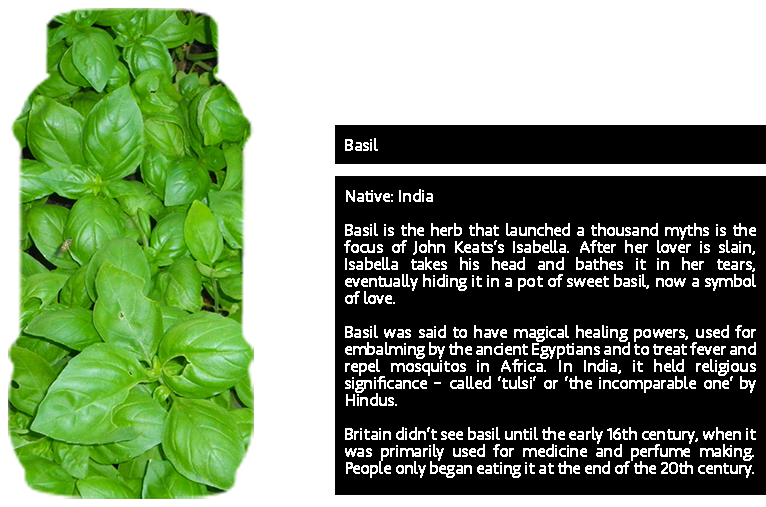 Basil
Native: India
Basil is the herb that launched a thousand myths is the
focus of John Keats's Isabella. After her lover is slain,
Isabella takes his head and bathes it in her tears,
eventually hiding it in a pot of sweet basil, now a symbol
of love.
Basil was said to have magical healing powers, used for
embalming by the ancient Egyptians and to treat fever and
repel mosquitos in Africa. In India, it held religious
significance – called 'tulsi' or 'the incomparable one' by
Hindus.
Britain didn't see basil until the early 16th century, when it
was primarily used for medicine and perfume making.
People only began eating it at the end of the 20th century.